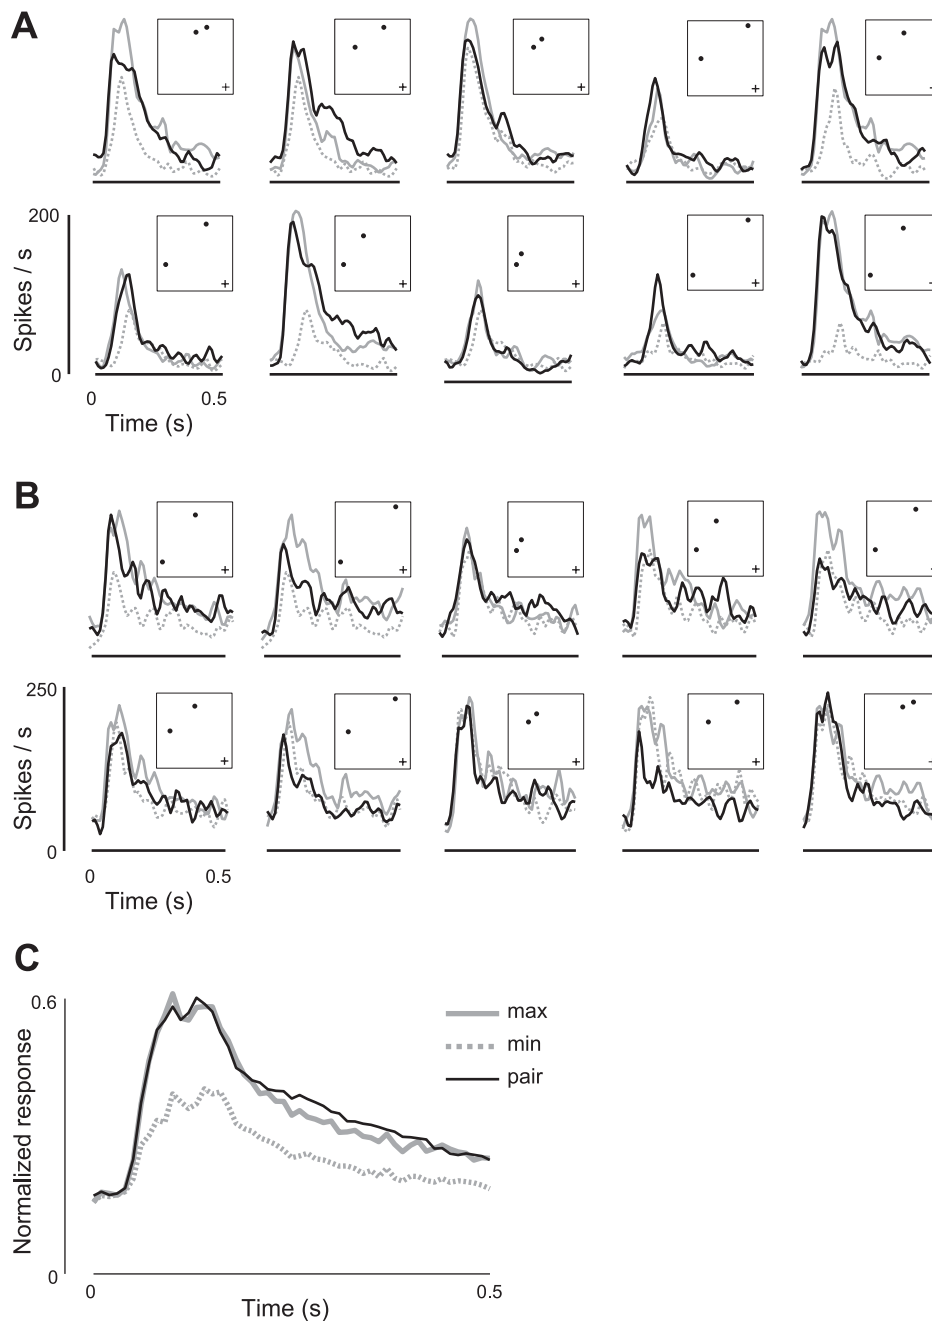 A
200
Spikes / s
0
0 0.5
Time (s)
B
250
Spikes / s
0
0 0.5
Time (s)
C
0.6
Normalized response
0
0 0.5
Time (s)
max
min
pair